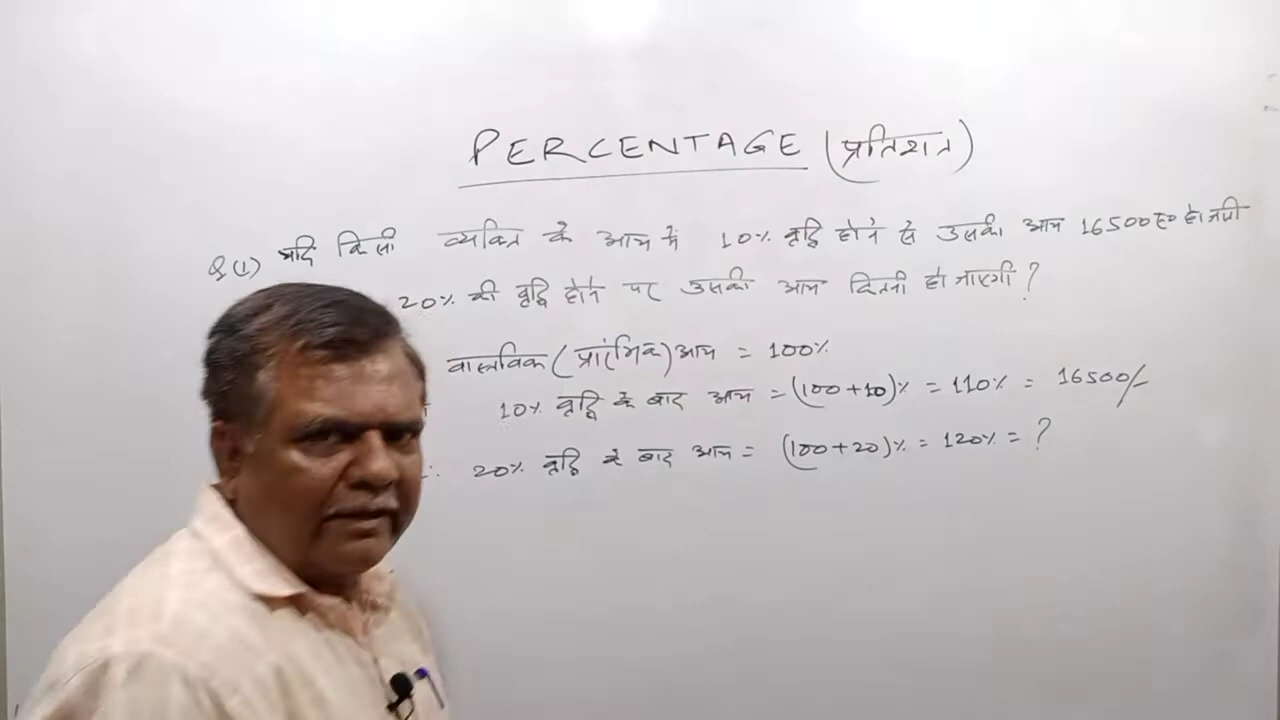 PERCENTAGE (प्रतिशत)
Q(1) यदि किसी व्यक्ति के आय में 10% वृद्धि होने से उसकी आय 16500रु० हो जाती
20% की वृद्धि होने पर उसकी आय कितनी हो जाएगी?
वास्तविक (प्रारंभिक) आय = 100%
10% वृद्धि के बाद आय = (100+10)% = 110% = 16500/-
∴ 20% वृद्धि के बाद आय = (100+20)% = 120% = ?